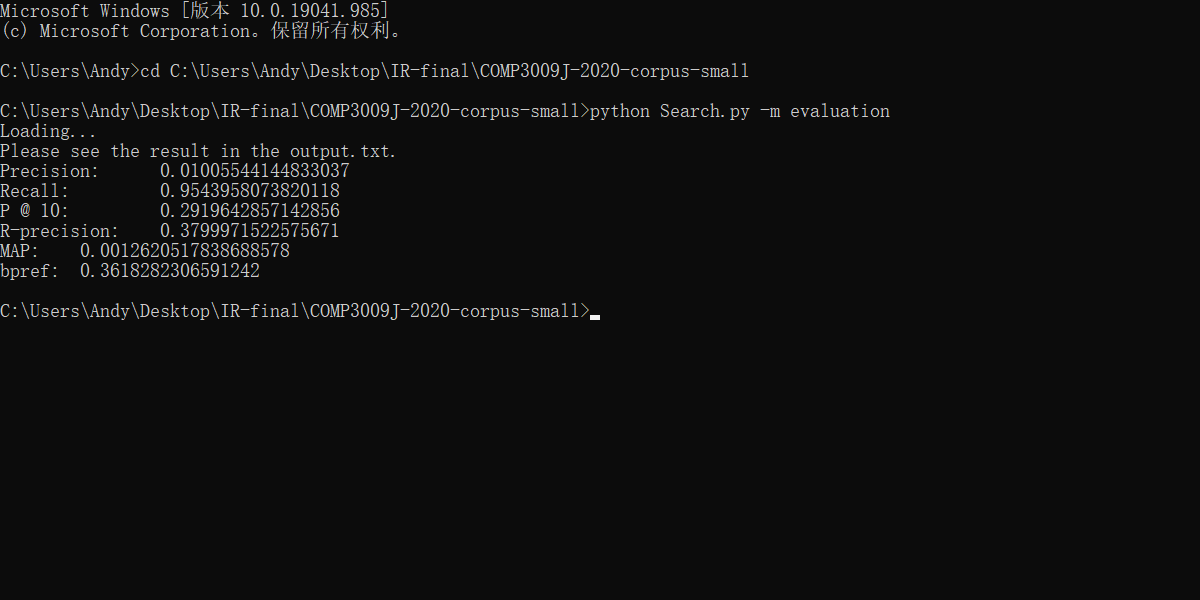 Microsoft Windows [版本 10.0.19041.985]
(c) Microsoft Corporation。保留所有权利。
C:\Users\Andy>cd C:\Users\Andy\Desktop\IR-final\COMP3009J-2020-corpus-small
C:\Users\Andy\Desktop\IR-final\COMP3009J-2020-corpus-small>python Search.py -m evaluation
Loading...
Please see the result in the output.txt.
Precision: 0.01005544144833037
Recall: 0.9543958073820118
P @ 10: 0.2919642857142856
R-precision: 0.3799971522575671
MAP: 0.0012620517838688578
bpref: 0.3618282306591242
C:\Users\Andy\Desktop\IR-final\COMP3009J-2020-corpus-small>